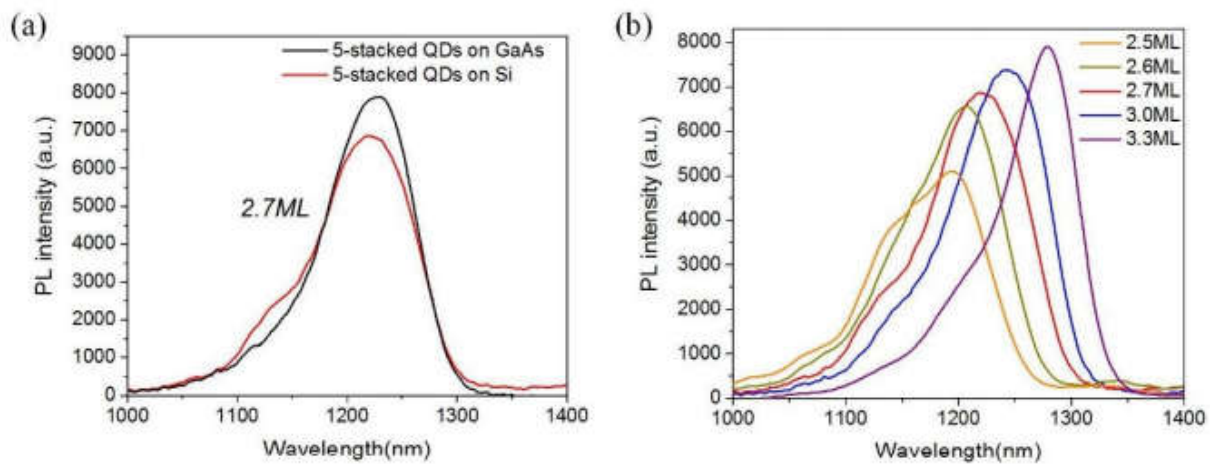 (a)
9000
8000
7000
6000
5000
4000
3000
2000
1000
0
PL intensity (a.u.)
5-stacked QDs on GaAs
5-stacked QDs on Si
2.7ML
1000 1100 1200 1300 1400
Wavelength(nm)
(b)
8000
7000
6000
5000
4000
3000
2000
1000
0
PL intensity (a.u.)
2.5ML
2.6ML
2.7ML
3.0ML
3.3ML
1000 1100 1200 1300 1400
Wavelength(nm)